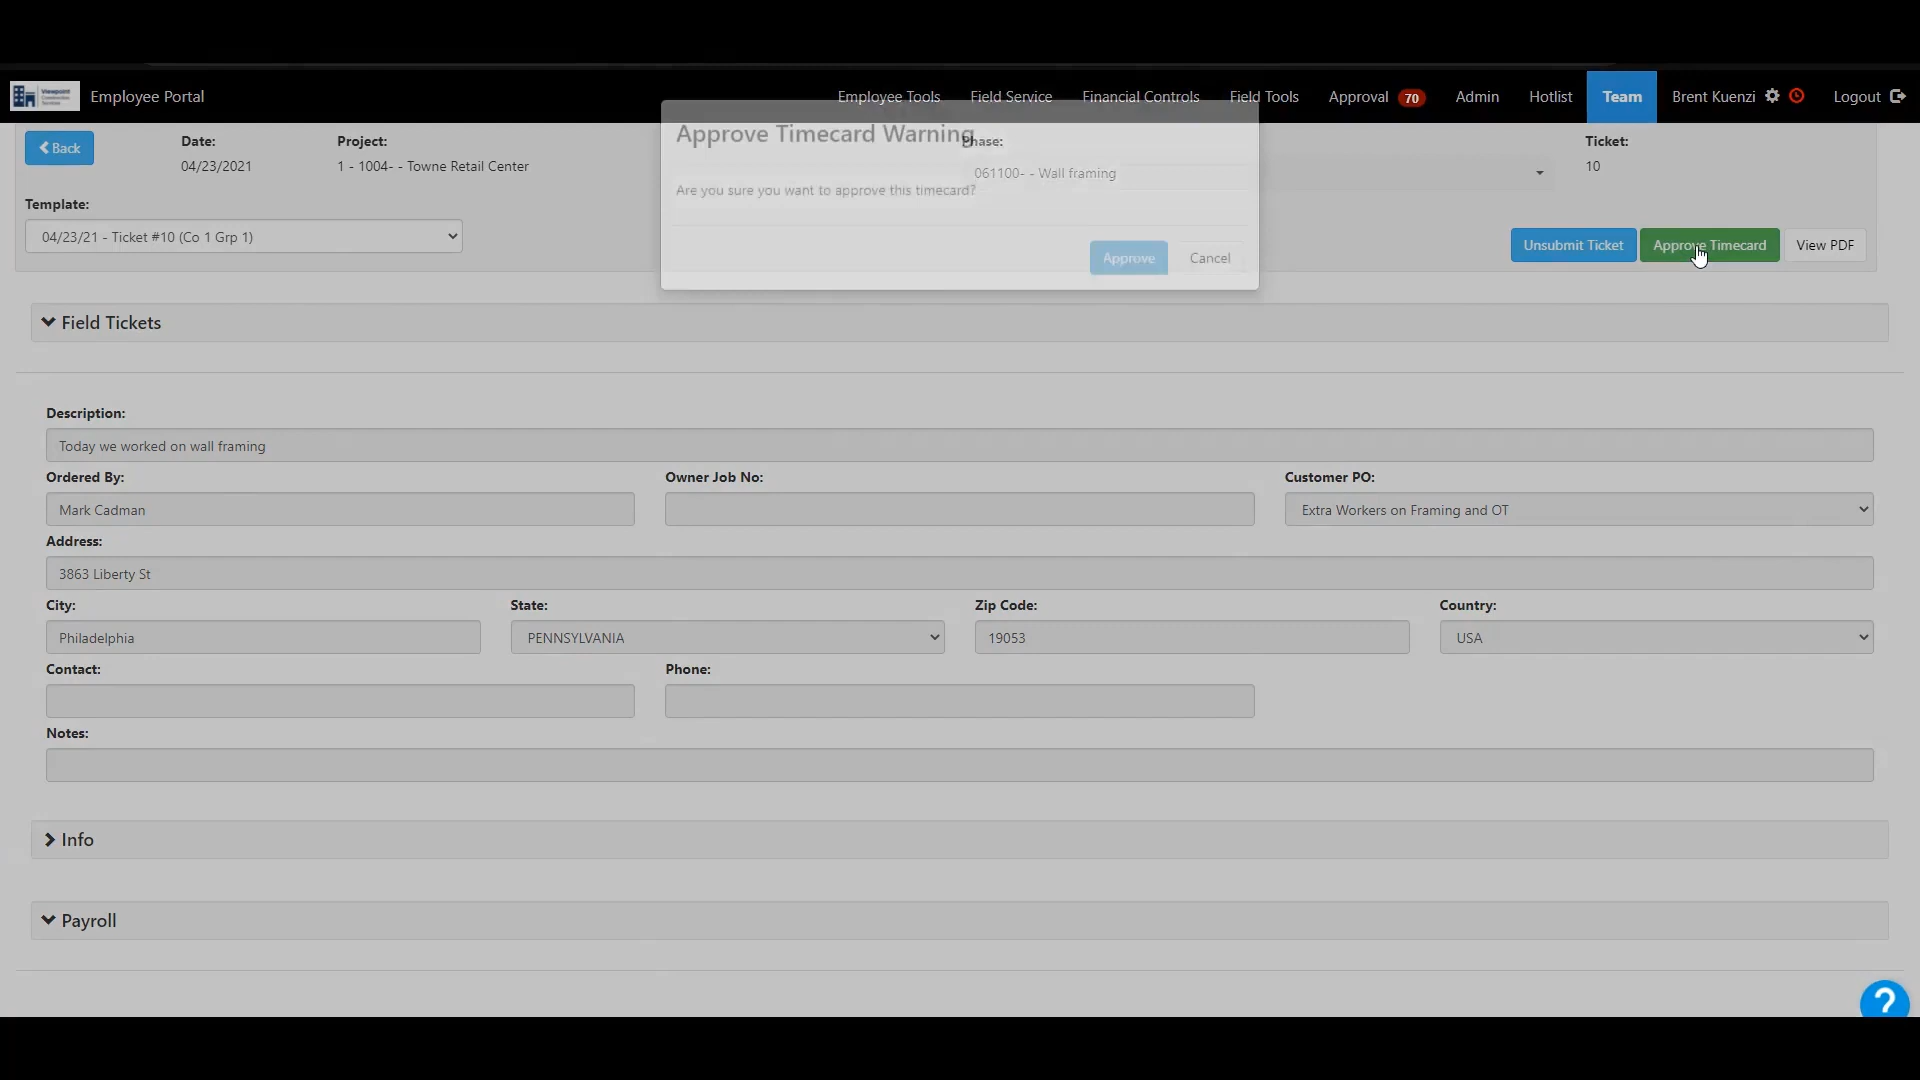 Viewpoint
Employee Portal
Employee Tools
Field Service
Financial Controls
Field Tools
Approval 70
Admin
Hotlist
Team
Brent Kuenzi
Logout
Back
Date:
04/23/2021
Project:
1 - 1004- - Towne Retail Center
Approve Timecard Warning
Are you sure you want to approve this timecard?
Approve
Cancel
Phase:
061100- - Wall framing
Ticket:
10
Template:
04/23/21 - Ticket #10 (Co 1 Grp 1)
Unsubmit Ticket
Approve Timecard
View PDF
Field Tickets
Description:
Today we worked on wall framing
Ordered By:
Mark Cadman
Owner Job No:
Customer PO:
Extra Workers on Framing and OT
Address:
3863 Liberty St
City:
Philadelphia
State:
PENNSYLVANIA
Zip Code:
19053
Country:
USA
Contact:
Phone:
Notes:
Info
Payroll
?